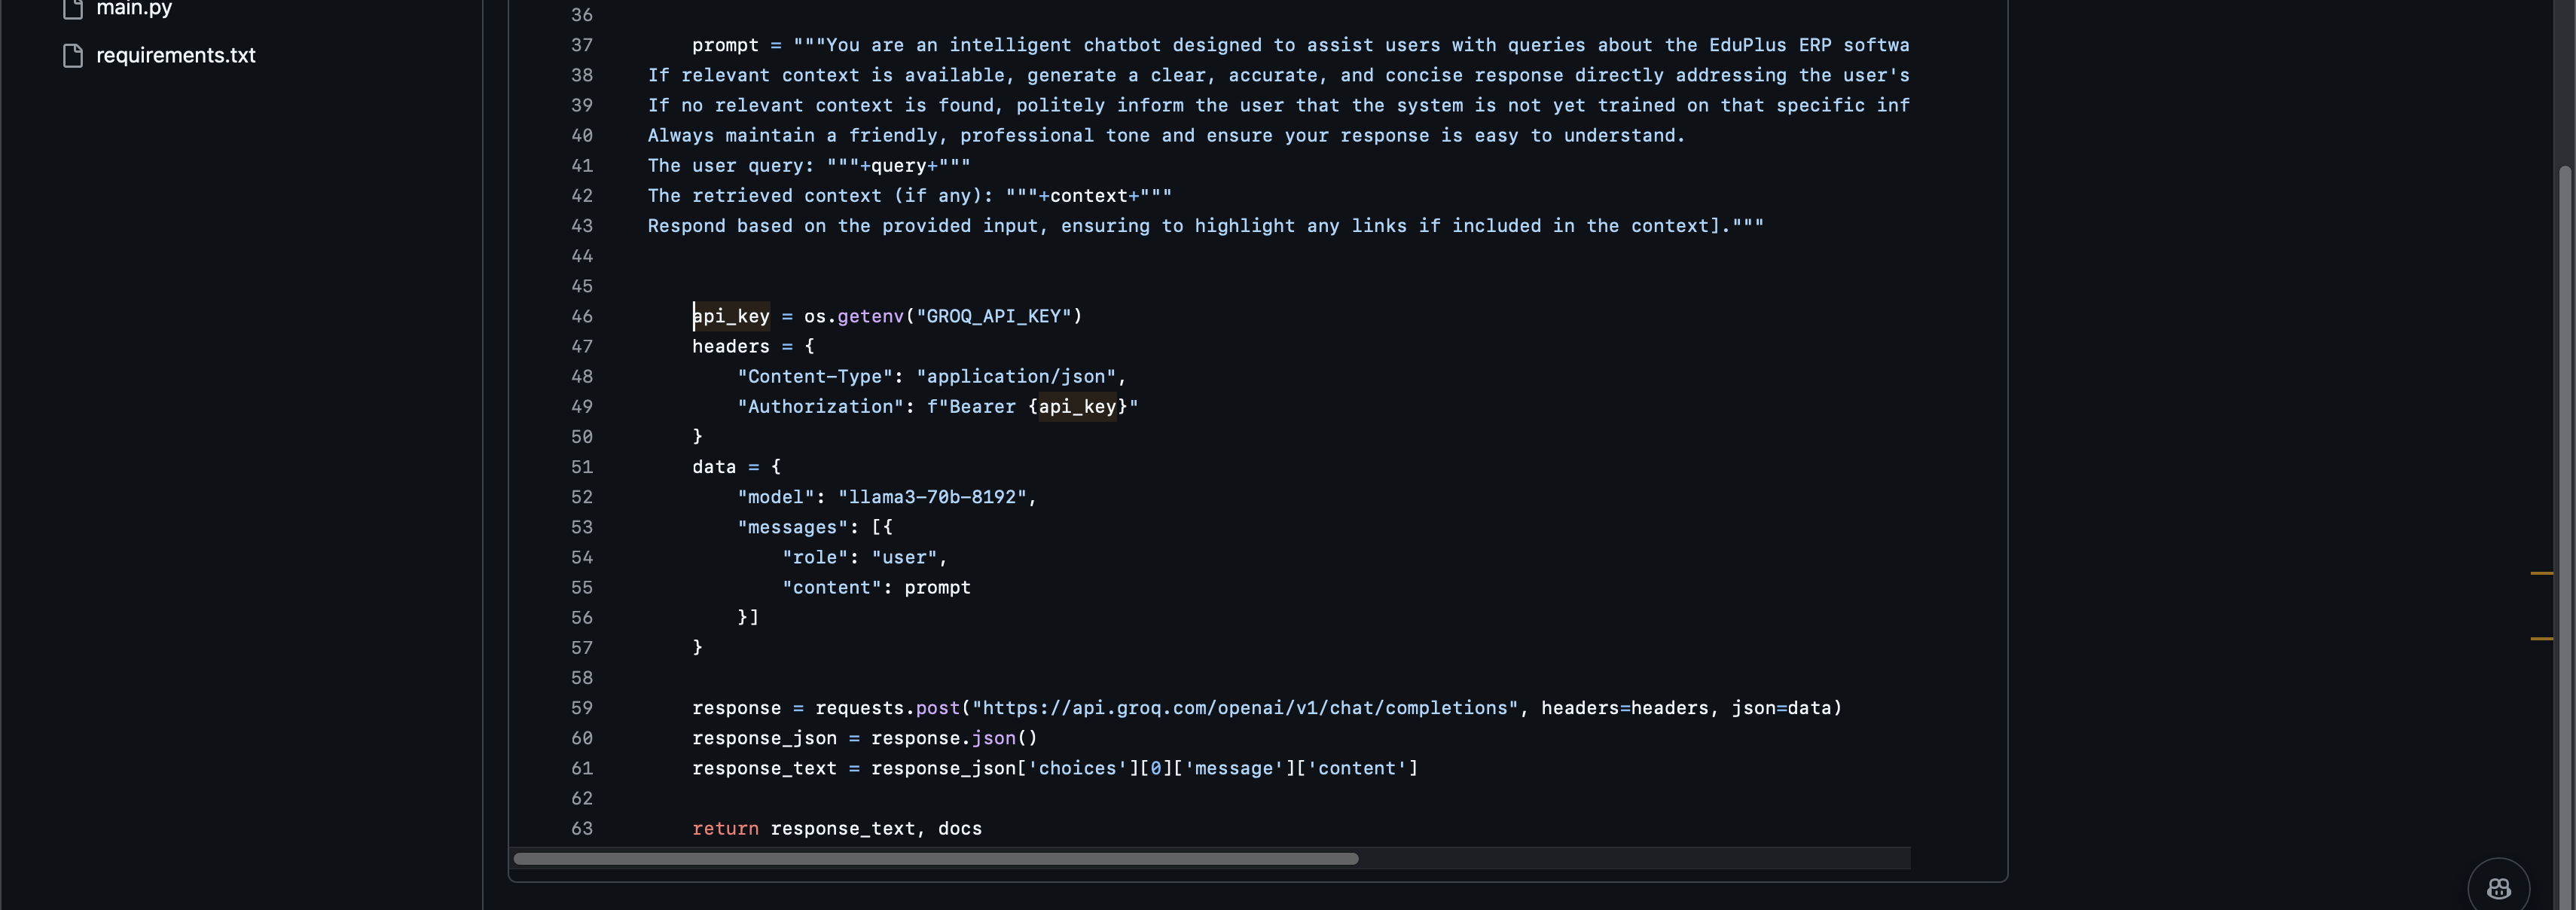 main.py
requirements.txt
36
37 prompt = """You are an intelligent chatbot designed to assist users with queries about the EduPlus ERP softwa
38 If relevant context is available, generate a clear, accurate, and concise response directly addressing the user's
39 If no relevant context is found, politely inform the user that the system is not yet trained on that specific inf
40 Always maintain a friendly, professional tone and ensure your response is easy to understand.
41 The user query: """+query+"""
42 The retrieved context (if any): """+context+"""
43 Respond based on the provided input, ensuring to highlight any links if included in the context]."""
44
45
46 api_key = os.getenv("GROQ_API_KEY")
47 headers = {
48 "Content-Type": "application/json",
49 "Authorization": f"Bearer {api_key}"
50 }
51 data = {
52 "model": "llama3-70b-8192",
53 "messages": [{
54 "role": "user",
55 "content": prompt
56 }]
57 }
58
59 response = requests.post("https://api.groq.com/openai/v1/chat/completions", headers=headers, json=data)
60 response_json = response.json()
61 response_text = response_json['choices'][0]['message']['content']
62
63 return response_text, docs